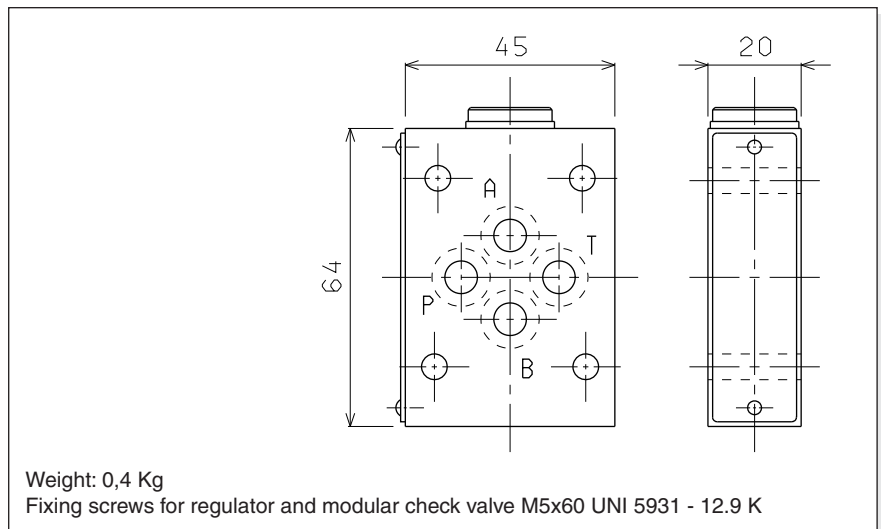 45
20
A
T
64
P
B
Weight: 0,4 Kg
Fixing screws for regulator and modular check valve M5x60 UNI 5931 - 12.9 K